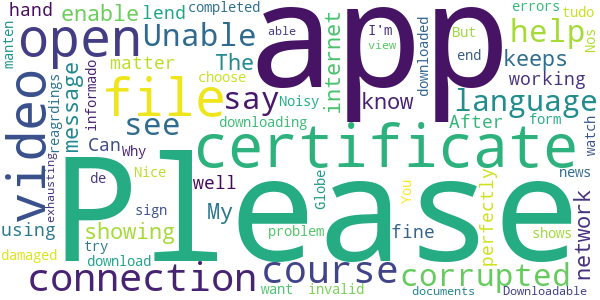 hand enable lend completed errors tudo
manten open Unable app I'm able view But Nos
informado matter The internet downloaded end help
message video file say know choose keeps working
reagrdings see Noisy language
Can Why certificate After form watch
exhausting downloading
Please
de Nice well Globe You perfectly news
using showing My sign problem fine shows network
damaged try download course corrupted
connection want invalid documents Downloadable